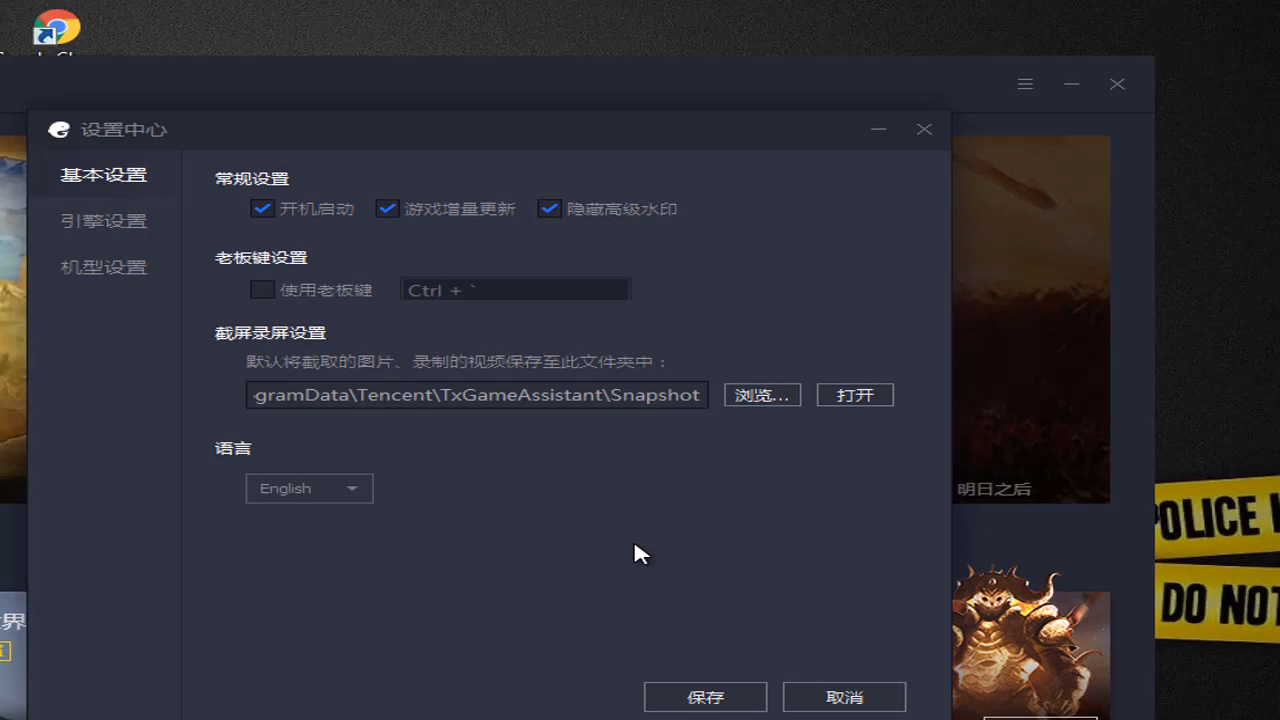 设置中心
基本设置
引擎设置
机型设置
常规设置
开机启动 游戏增量更新 隐藏高级水印
老板键设置
使用老板键 Ctrl + `
截屏录屏设置
默认将截取的图片、录制的视频保存至此文件夹中：
gramData\Tencent\TxGameAssistant\Snapshot 浏览... 打开
语言
English
明日之后
POLICE
DO NOT
界
保存 取消